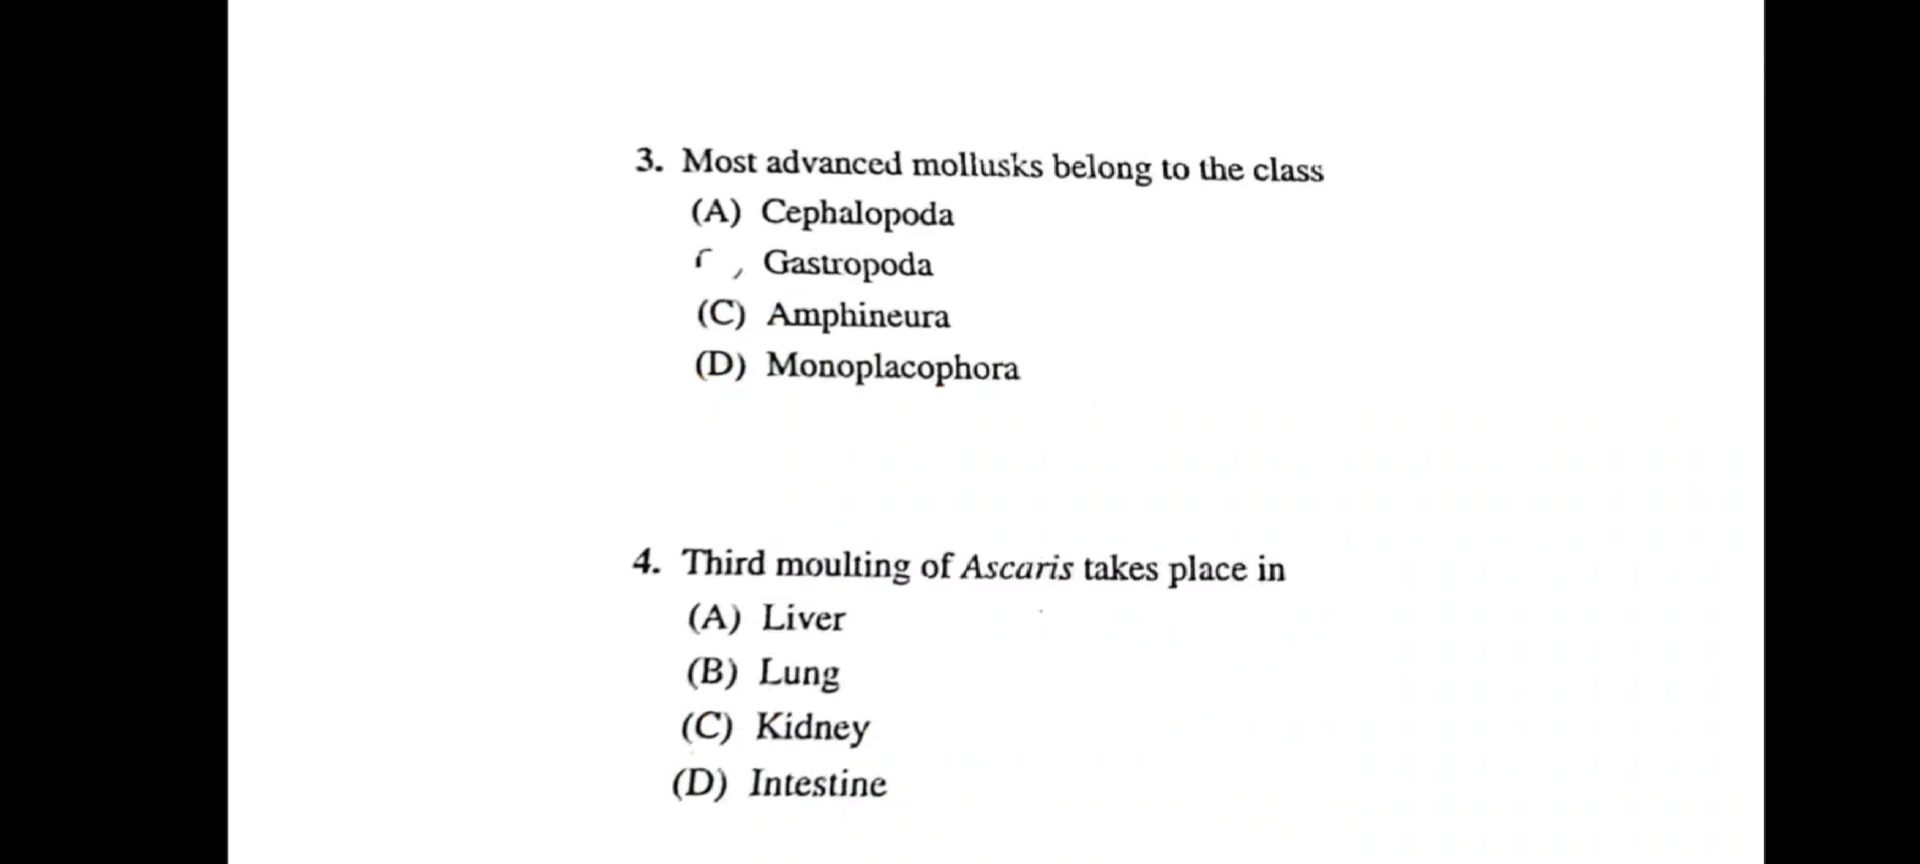 3. Most advanced mollusks belong to the class
(A) Cephalopoda
Gastropoda
(C) Amphineura
(D) Monoplacophora
4. Third moulting of Ascaris takes place in
(A) Liver
(B) Lung
(C) Kidney
(D) Intestine